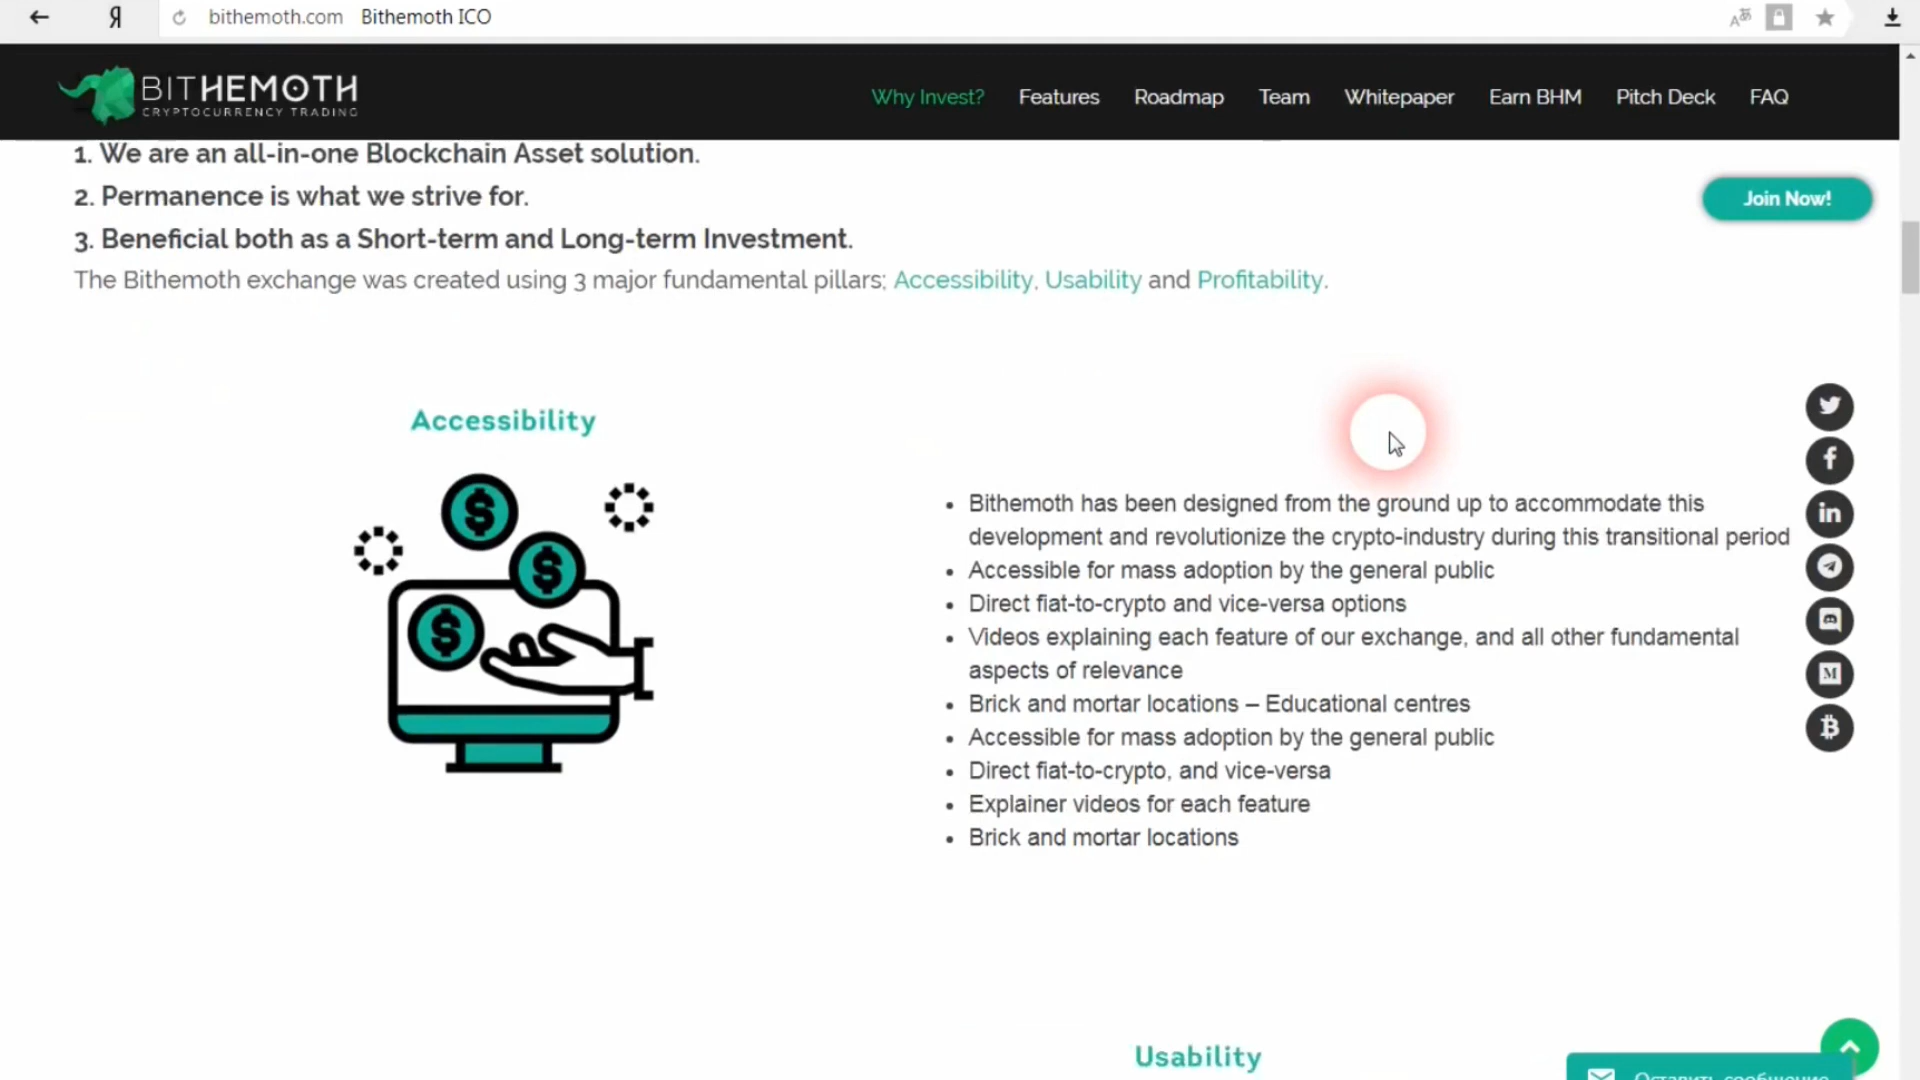 Я
bithemoth.com Bithemoth ICO
BITHEMOTH
CRYPTOCURRENCY TRADING
Why Invest? Features Roadmap Team Whitepaper Earn BHM Pitch Deck FAQ
1. We are an all-in-one Blockchain Asset solution.
2. Permanence is what we strive for.
Join Now!
3. Beneficial both as a Short-term and Long-term Investment.
The Bithemoth exchange was created using 3 major fundamental pillars; Accessibility, Usability and Profitability.
Accessibility
• Bithemoth has been designed from the ground up to accommodate this
development and revolutionize the crypto-industry during this transitional period
• Accessible for mass adoption by the general public
• Direct fiat-to-crypto and vice-versa options
• Videos explaining each feature of our exchange, and all other fundamental
aspects of relevance
• Brick and mortar locations – Educational centres
• Accessible for mass adoption by the general public
• Direct fiat-to-crypto, and vice-versa
• Explainer videos for each feature
• Brick and mortar locations
Usability
Оставить сообщение